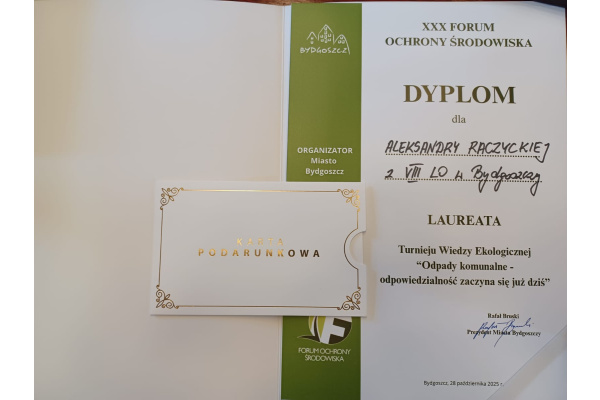 BYDGOSZCZ
ORGANIZATOR
Miasto
Bydgoszcz
FORUM OCHRONY
ŚRODOWISKA
KARTA
PODARUNKOWA
XXX FORUM
OCHRONY ŚRODOWISKA
DYPLOM
dla
ALEKSANDRY RACZYCKIEJ
z VIII LO w Bydgoszczy
LAUREATA
Turnieju Wiedzy Ekologicznej
“Odpady komunalne -
odpowiedzialność zaczyna się już dziś”
Rafał Bruski
Prezydent Miasta Bydgoszczy
Bydgoszcz, 28 października 2025 r.